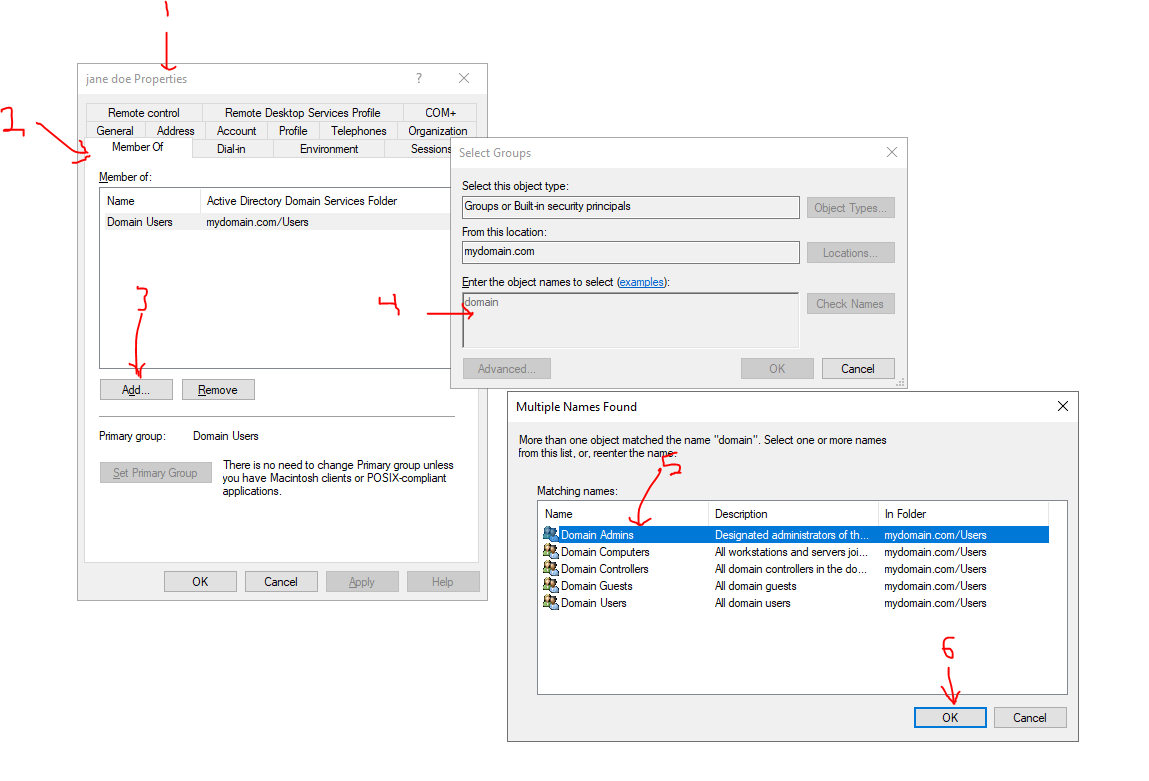 1
jane doe Properties
?
Remote control
Remote Desktop Services Profile
COM+
General
Address
Account
Profile
Telephones
Organization
2
Member Of
Dial-in
Environment
Sessions
Member of:
Name
Active Directory Domain Services Folder
Domain Users
mydomain.com/Users
3
Add...
Remove
Primary group:
Domain Users
Set Primary Group
There is no need to change Primary group unless
you have Macintosh clients or POSIX-compliant
applications.
OK
Cancel
Apply
Help
Select Groups
Select this object type:
Groups or Built-in security principals
Object Types...
From this location:
mydomain.com
Locations...
Enter the object names to select (examples):
4
domain
Check Names
Advanced...
OK
Cancel
Multiple Names Found
More than one object matched the name "domain". Select one or more names
from this list, or, reenter the name.
5
Matching names:
Name
Description
In Folder
Domain Admins
Designated administrators of th...
mydomain.com/Users
Domain Computers
All workstations and servers joi...
mydomain.com/Users
Domain Controllers
All domain controllers in the do...
mydomain.com/Users
Domain Guests
All domain guests
mydomain.com/Users
Domain Users
All domain users
mydomain.com/Users
6
OK
Cancel